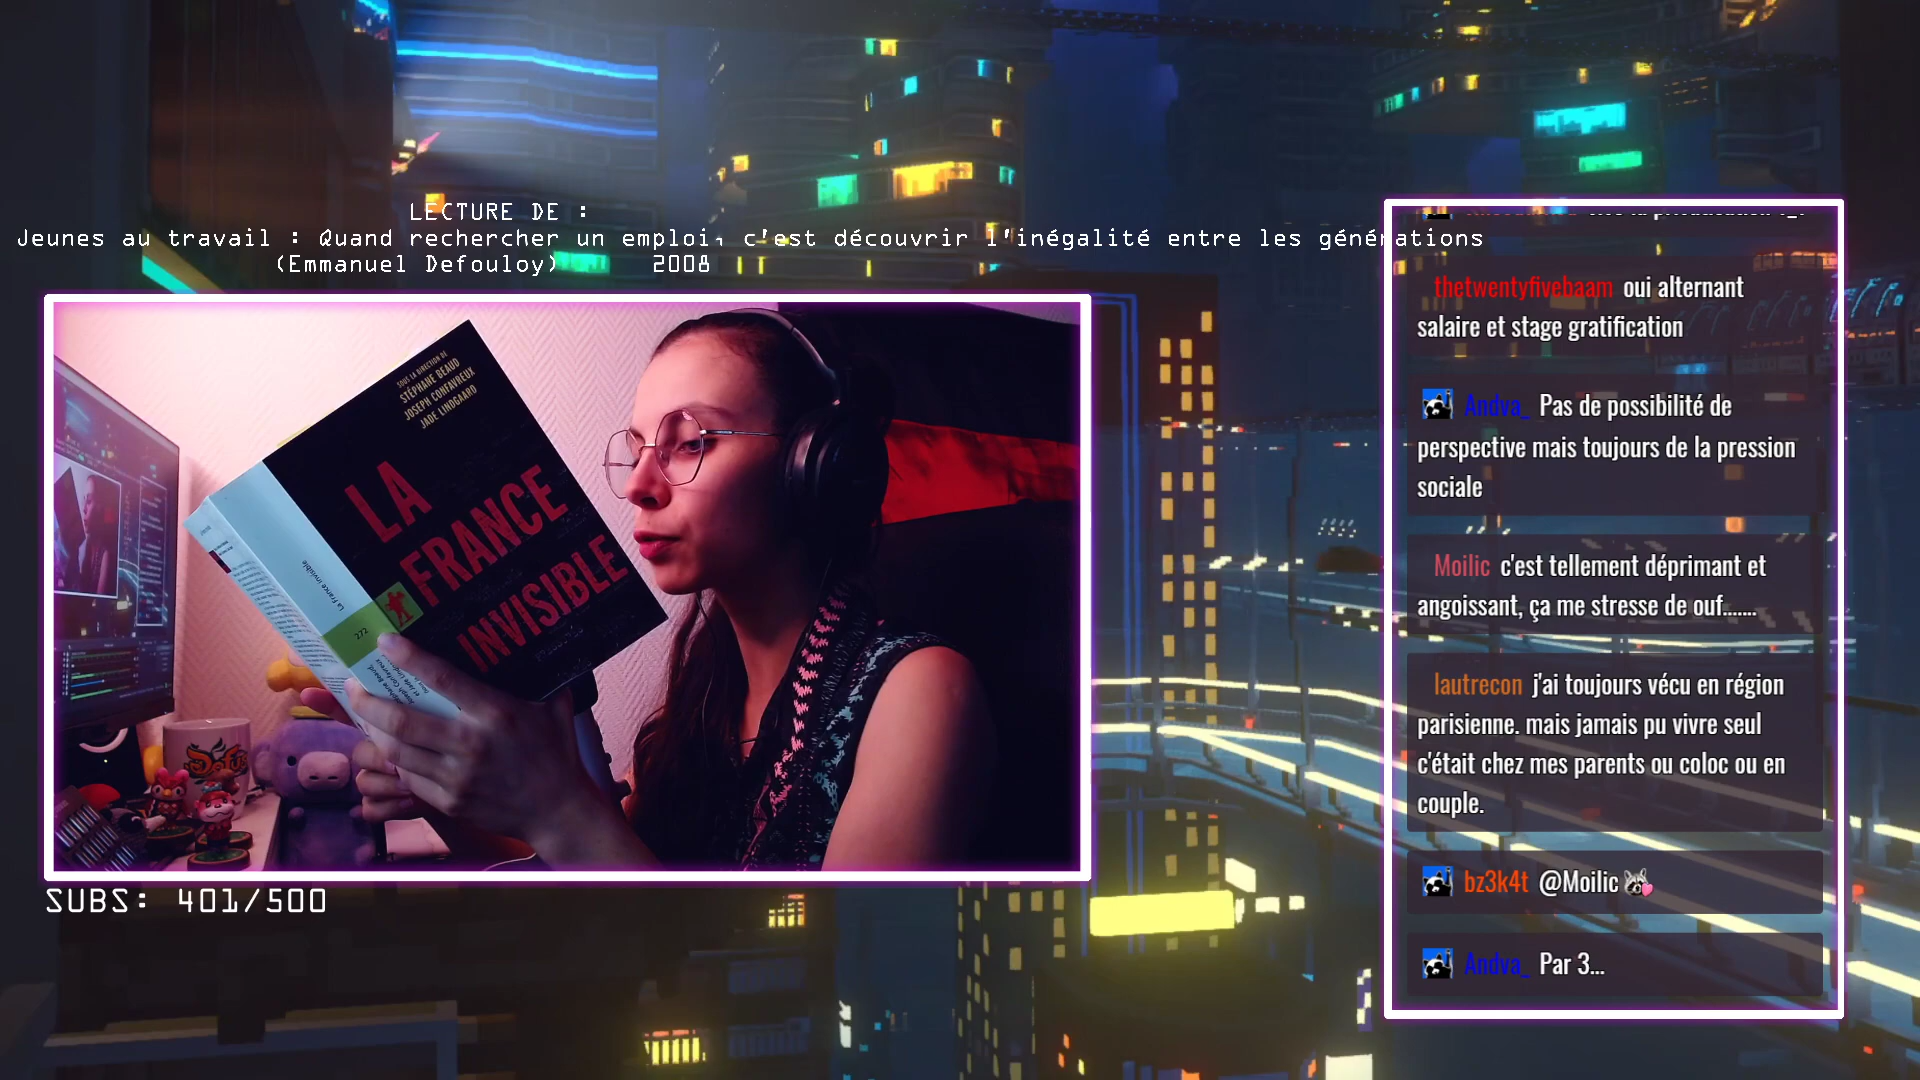 LECTURE DE :
Jeunes au travail : Quand rechercher un emploi, c'est découvrir l'inégalité entre les générations
(Emmanuel Defouloy) 2008
SOUS LA DIRECTION DE
STÉPHANE BEAUD
JOSEPH CONFAVREUX
JADE LINDGAARD
LA
FRANCE
INVISIBLE
La France invisible
272
SUBS: 401/500
thetwentyfivebaam oui alternant
salaire et stage gratification
Andva_ Pas de possibilité de
perspective mais toujours de la pression
sociale
Moilic c'est tellement déprimant et
angoissant, ça me stresse de ouf.......
lautrecon j'ai toujours vécu en région
parisienne. mais jamais pu vivre seul
c'était chez mes parents ou coloc ou en
couple.
bz3k4t @Moilic
Andva_ Par 3...